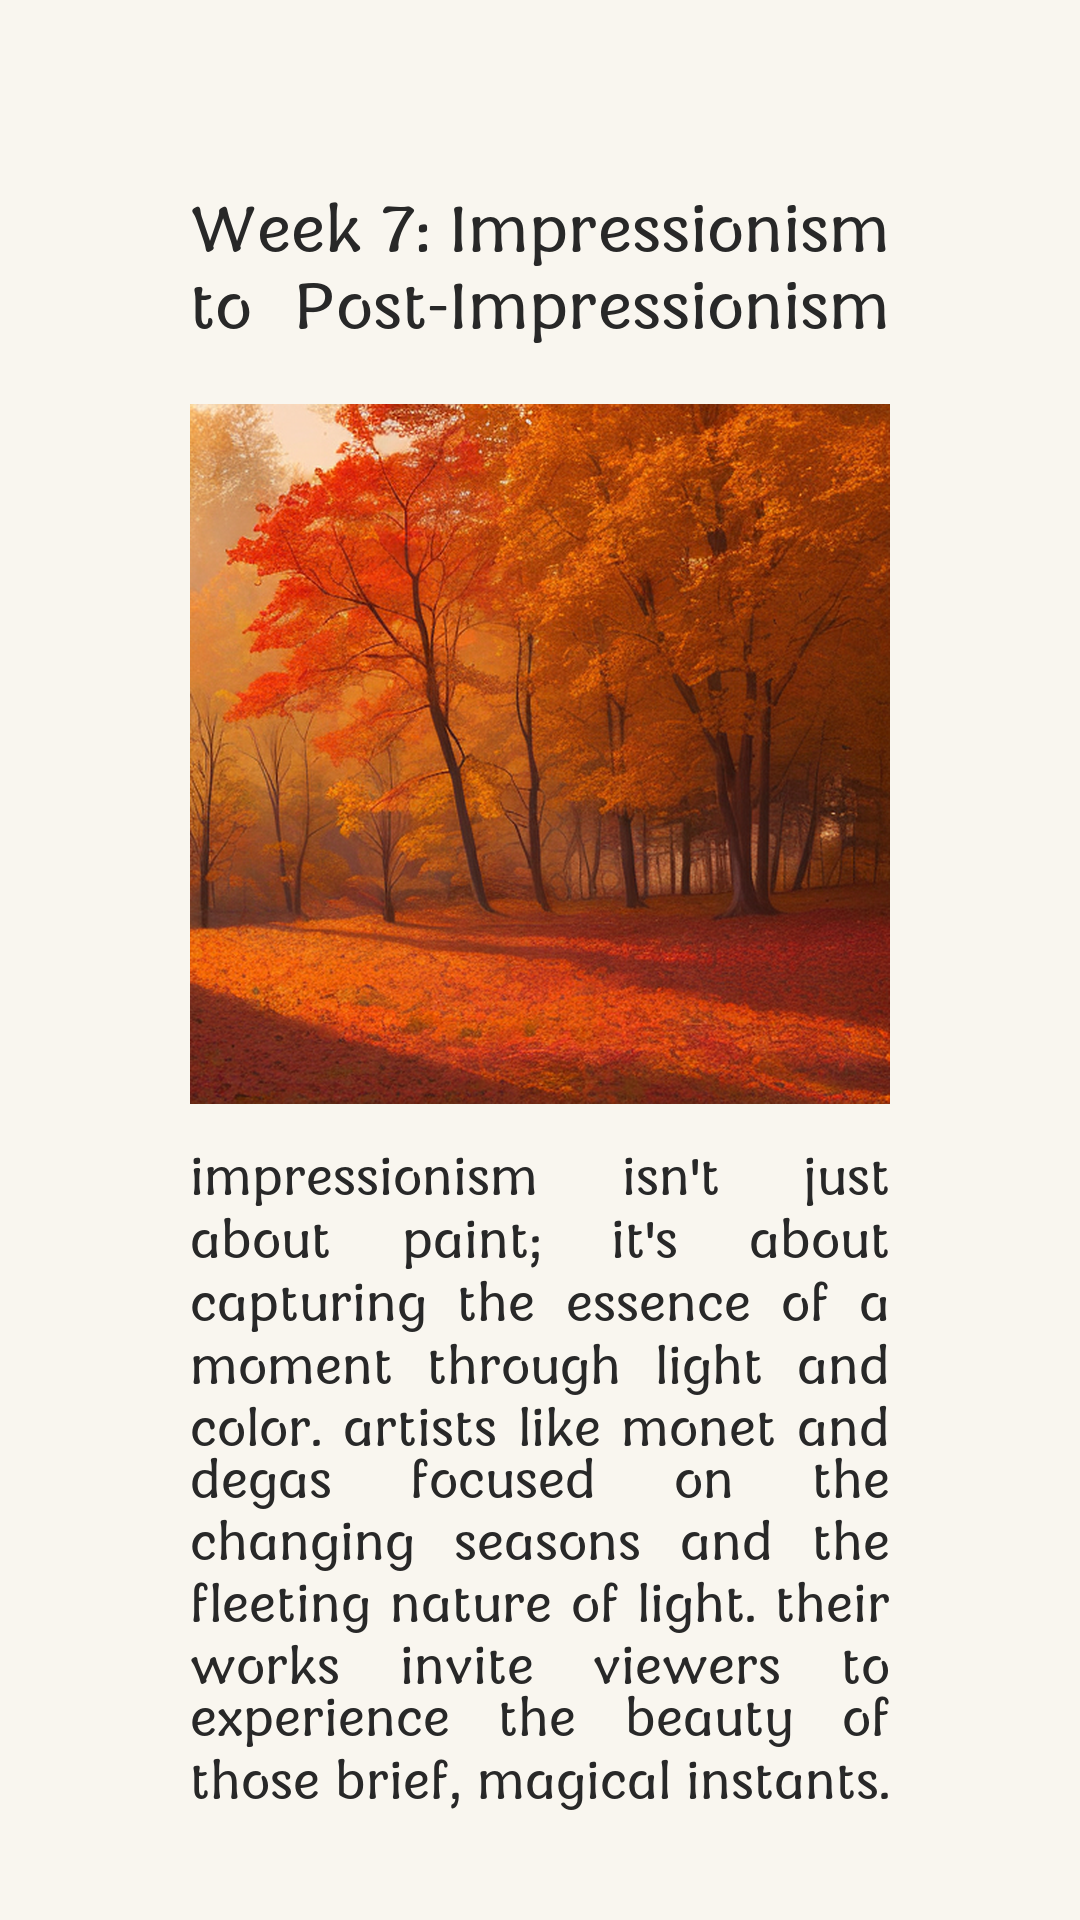 Week 7: Impressionism
to Post-Impressionism
impressionism isn't just
about paint; it's about
capturing the essence of a
moment through light and
color. artists like monet and
degas focused on the
changing seasons and the
fleeting nature of light. their
works invite viewers to
experience the beauty of
those brief, magical instants.